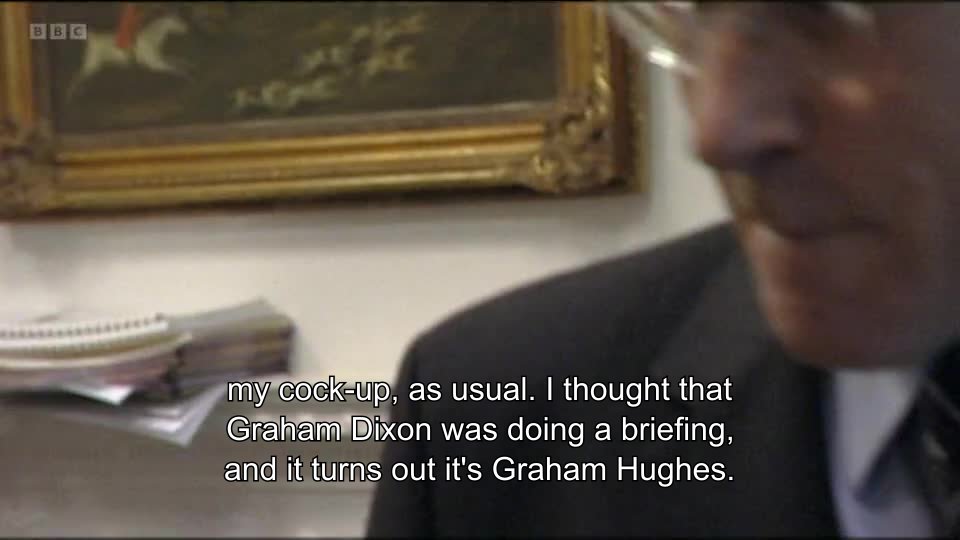 BBC
my cock-up, as usual. I thought that
Graham Dixon was doing a briefing,
and it turns out it's Graham Hughes.